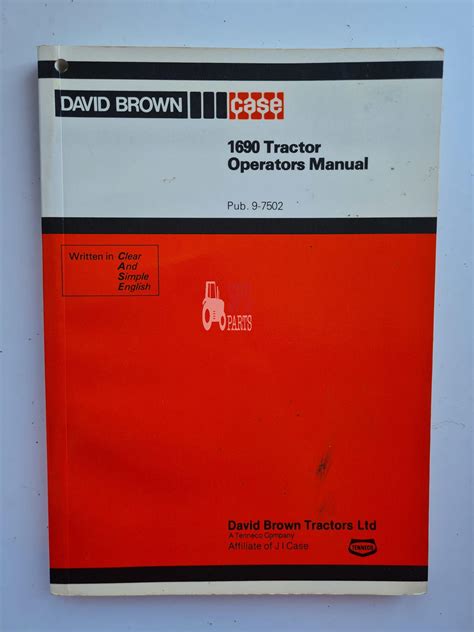 DAVID BROWN case
1690 Tractor
Operators Manual
Pub. 9-7502
Written in Clear
And
Simple
English
PARTS
David Brown Tractors Ltd
A Tenneco Company
Affiliate of J I Case
TENNECO